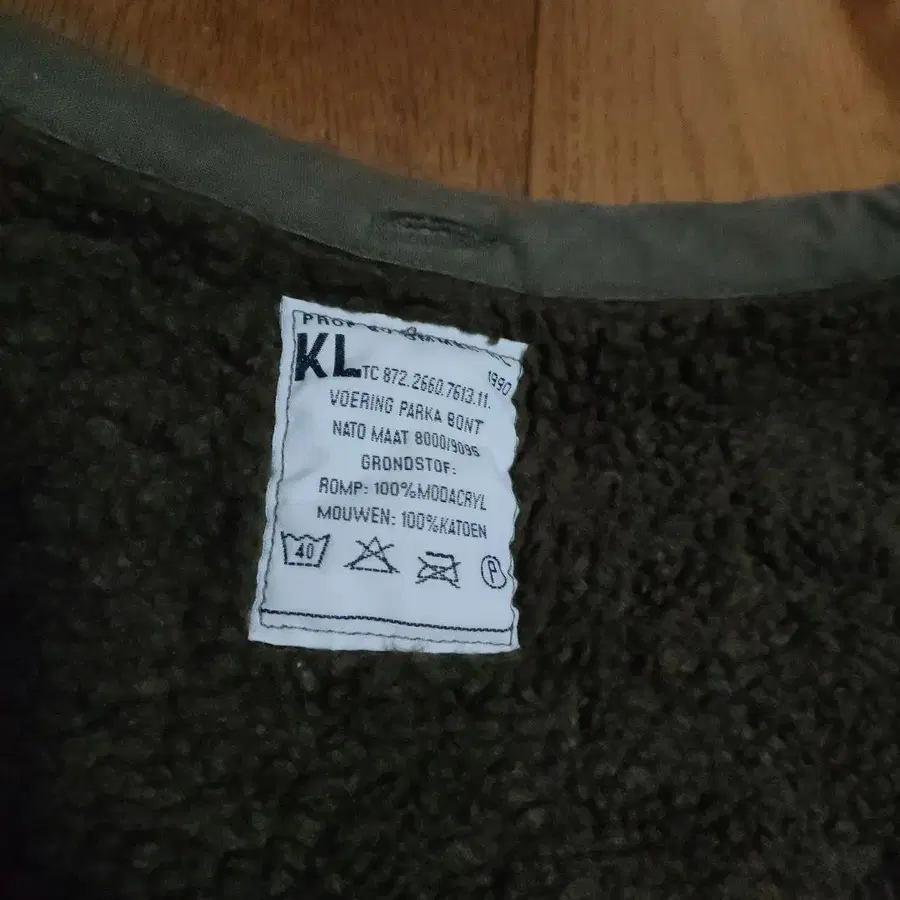 KL TC 872.2660.7613.11. 1990
VOERING PARKA BONT
NATO MAAT 8000/9095
GRONDSTOF:
ROMP: 100%MODACRYL
MOUWEN: 100%KATOEN
40 P